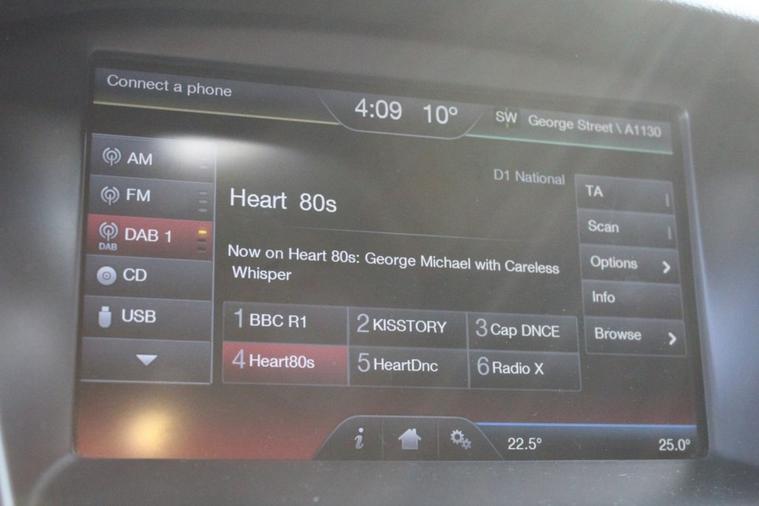 Connect a phone
4:09 10°
SW George Street \ A1130
AM
FM
DAB
DAB 1
CD
USB
D1 National
Heart 80s
Now on Heart 80s: George Michael with Careless
Whisper
1 BBC R1
2 KISSTORY
3 Cap DNCE
4 Heart80s
5 HeartDnc
6 Radio X
TA
Scan
Options
Info
Browse
i
22.5°
25.0°